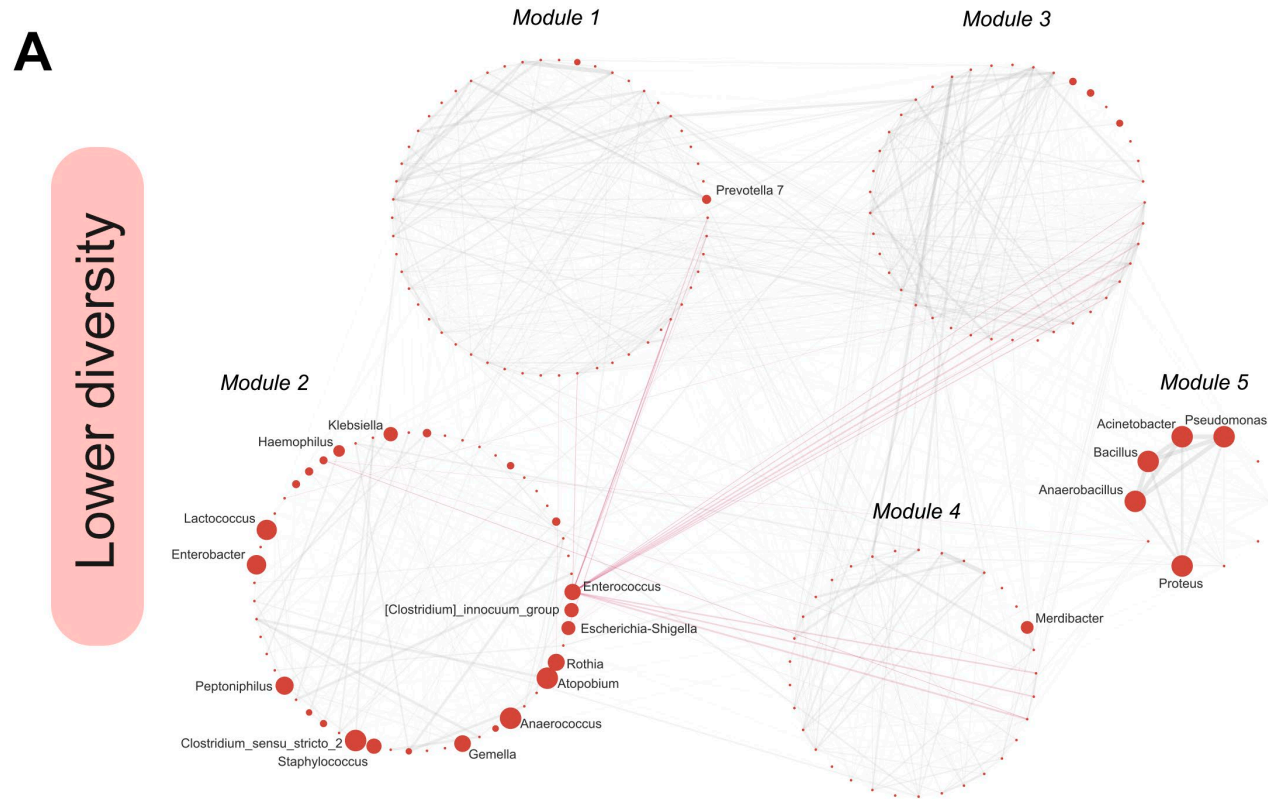 A
Module 1
Module 3
Lower diversity
Prevotella 7
Module 2
Module 5
Klebsiella
Haemophilus
Acinetobacter
Pseudomonas
Bacillus
Anaerobacillus
Module 4
Lactococcus
Enterobacter
Enterococcus
Proteus
[Clostridium]_innocuum_group
Escherichia-Shigella
Merdibacter
Rothia
Atopobium
Peptoniphilus
Anaerococcus
Clostridium_sensu_stricto_2
Gemella
Staphylococcus